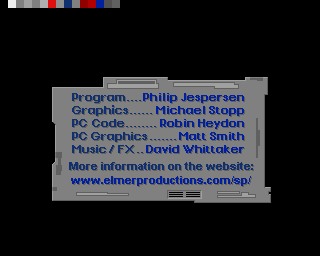 Program....Philip Jespersen
Graphics......Michael Stopp
PC Code........Robin Heydon
PC Graphics.......Matt Smith
Music / FX..David Whittaker
More information on the website:
www.elmerproductions.com/sp/